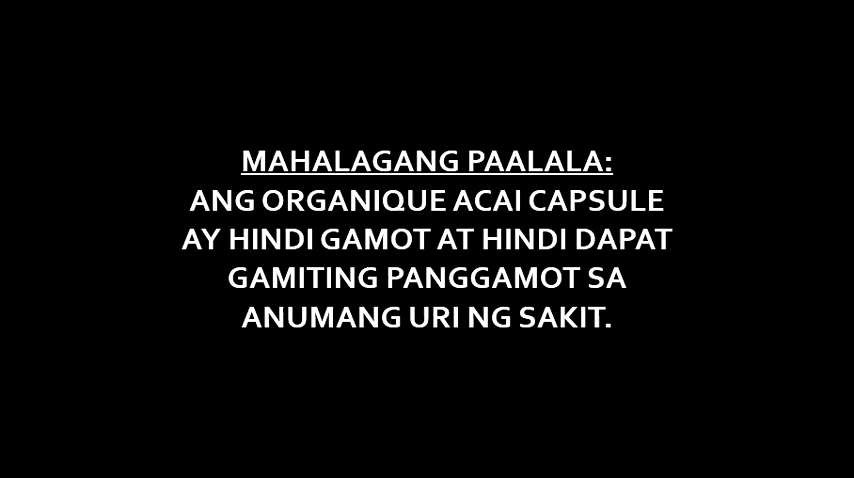 MAHALAGANG PAALALA:
ANG ORGANIQUE ACAI CAPSULE
AY HINDI GAMOT AT HINDI DAPAT
GAMITING PANGGAMOT SA
ANUMANG URI NG SAKIT.